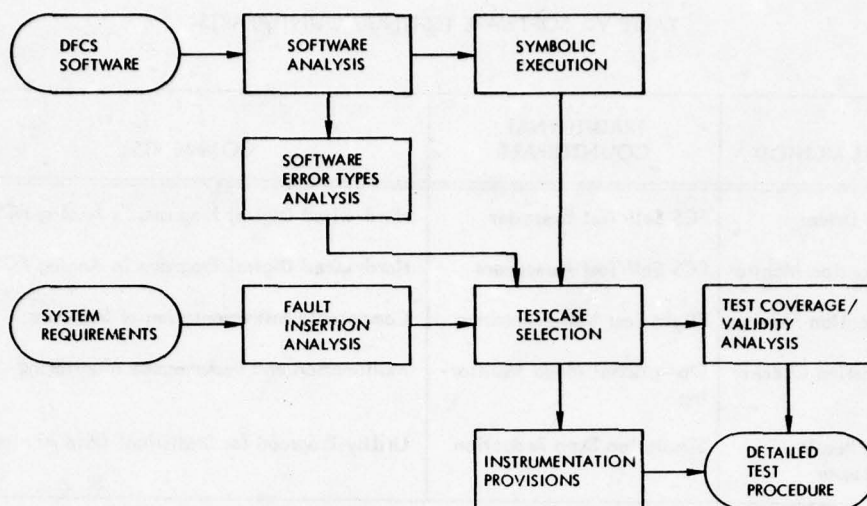 DFCS
SOFTWARE
SOFTWARE
ANALYSIS
SYMBOLIC
EXECUTION
SOFTWARE
ERROR TYPES
ANALYSIS
SYSTEM
REQUIREMENTS
FAULT
INSERTION
ANALYSIS
TESTCASE
SELECTION
TEST COVERAGE/
VALIDITY
ANALYSIS
INSTRUMENTATION
PROVISIONS
DETAILED
TEST
PROCEDURE